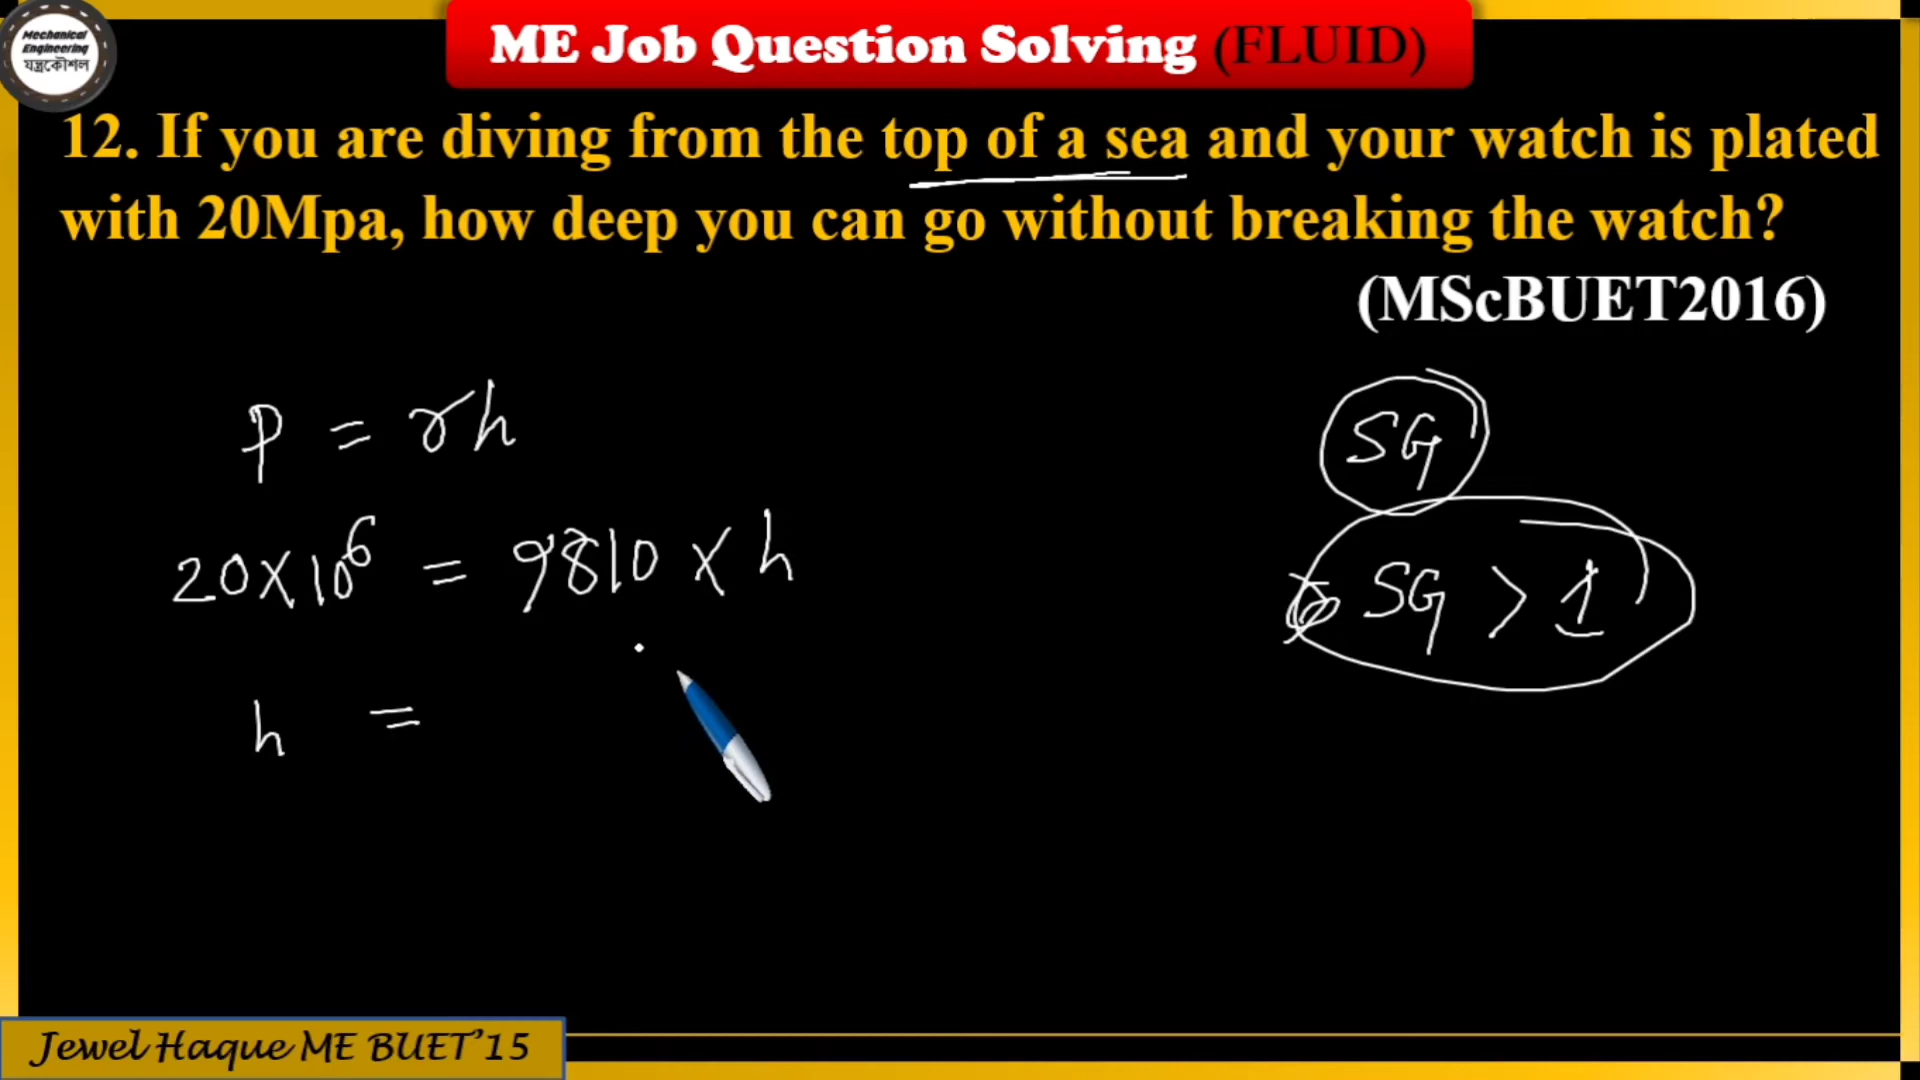 Mechanical
Engineering
যন্ত্রকৌশল
ME Job Question Solving (FLUID)
12. If you are diving from the top of a sea and your watch is plated
with 20Mpa, how deep you can go without breaking the watch?
(MScBUET2016)
P = γh
SG
20×10⁶ = 9810 × h
SG > 1
h =
Jewel Haque ME BUET'15